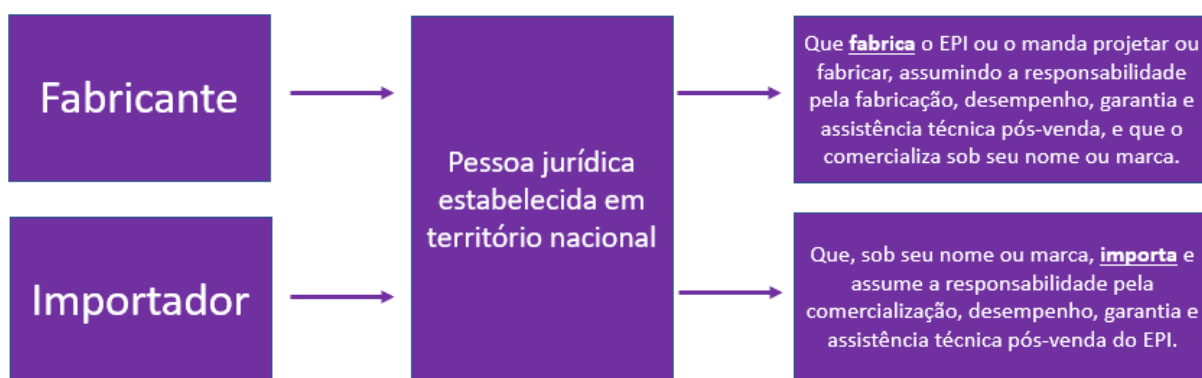 Fabricante
Importador
Pessoa jurídica
estabelecida em
território nacional
Que fabrica o EPI ou o manda projetar ou
fabricar, assumindo a responsabilidade
pela fabricação, desempenho, garantia e
assistência técnica pós-venda, e que o
comercializa sob seu nome ou marca.
Que, sob seu nome ou marca, importa e
assume a responsabilidade pela
comercialização, desempenho, garantia e
assistência técnica pós-venda do EPI.